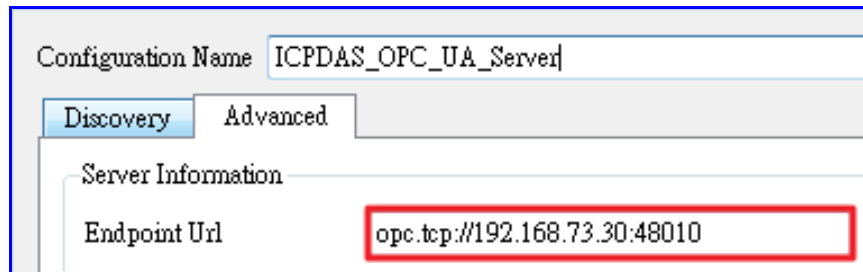 Configuration Name ICPDAS_OPC_UA_Server
Discovery Advanced
Server Information
Endpoint Url opc.tcp://192.168.73.30:48010